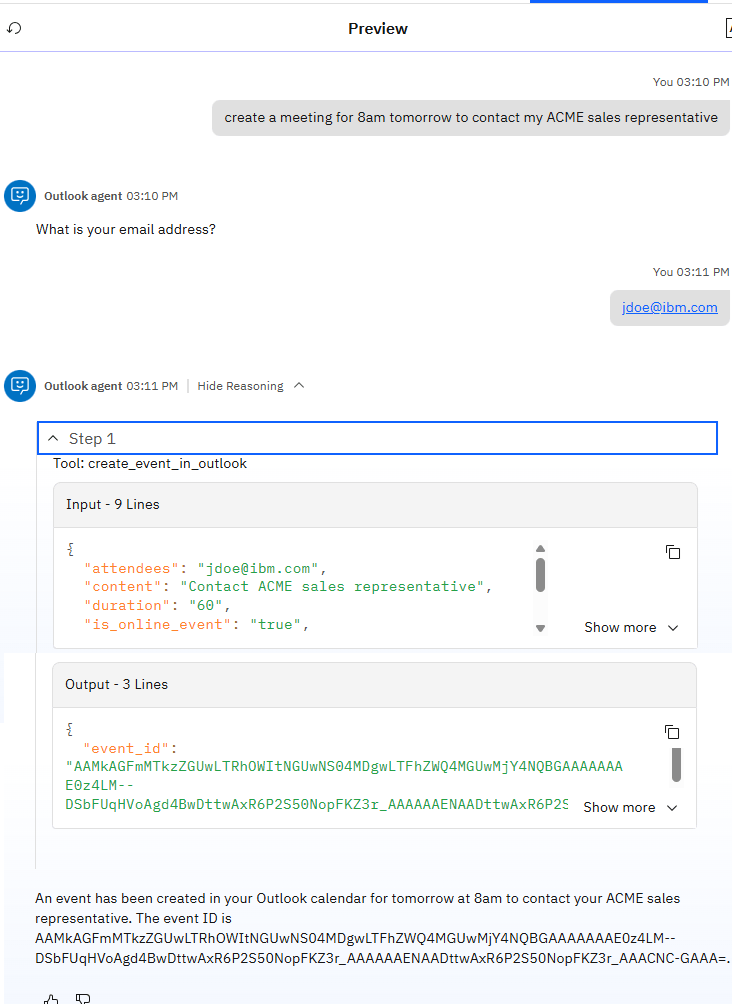 Preview
You 03:10 PM
create a meeting for 8am tomorrow to contact my ACME sales representative
Outlook agent 03:10 PM
What is your email address?
You 03:11 PM
jdoe@ibm.com
Outlook agent 03:11 PM | Hide Reasoning
Step 1
Tool: create_event_in_outlook
Input - 9 Lines
{
"attendees": "jdoe@ibm.com",
"content": "Contact ACME sales representative",
"duration": "60",
"is_online_event": "true",
Show more
Output - 3 Lines
{
"event_id":
"AAMkAGFmMTkzZGUwLTRhOWItNGUwNS04MDgwLTFhZWQ4MGUwMjY4NQBGAAAAAAA
E0z4LM--
DSbFUqHVoAgd4BwDttwAxR6P2S50NopFKZ3r_AAAAAAENAADttwAxR6P2S
Show more
An event has been created in your Outlook calendar for tomorrow at 8am to contact your ACME sales
representative. The event ID is
AAMkAGFmMTkzZGUwLTRhOWItNGUwNS04MDgwLTFhZWQ4MGUwMjY4NQBGAAAAAAAE0z4LM--
DSbFUqHVoAgd4BwDttwAxR6P2S50NopFKZ3r_AAAAAAENAADttwAxR6P2S50NopFKZ3r_AAACNC-GAAA=.